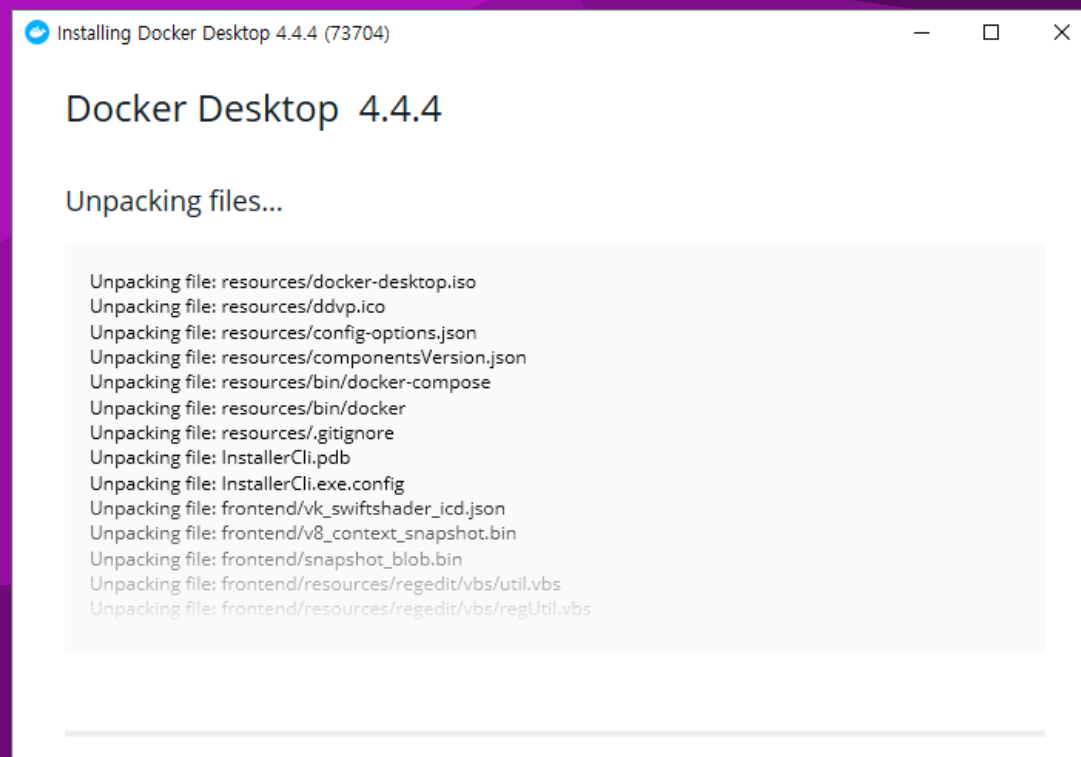 Installing Docker Desktop 4.4.4 (73704)
Docker Desktop 4.4.4
Unpacking files...
Unpacking file: resources/docker-desktop.iso
Unpacking file: resources/ddvp.ico
Unpacking file: resources/config-options.json
Unpacking file: resources/componentsVersion.json
Unpacking file: resources/bin/docker-compose
Unpacking file: resources/bin/docker
Unpacking file: resources/.gitignore
Unpacking file: InstallerCli.pdb
Unpacking file: InstallerCli.exe.config
Unpacking file: frontend/vk_swiftshader_icd.json
Unpacking file: frontend/v8_context_snapshot.bin
Unpacking file: frontend/snapshot_blob.bin
Unpacking file: frontend/resources/regedit/vbs/util.vbs
Unpacking file: frontend/resources/regedit/vbs/regUtil.vbs